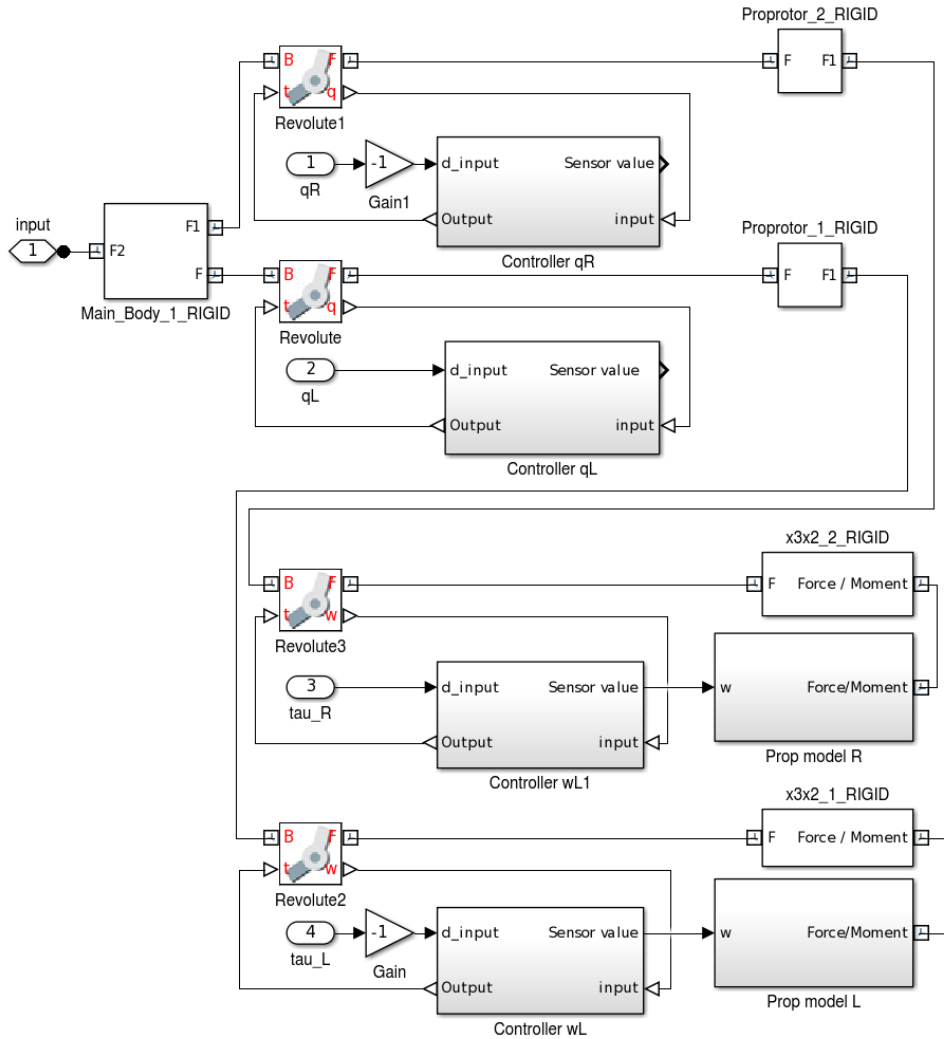 Proprotor_2_RIGID
B F
F F1
t q
Revolute1
1
-1
d_input Sensor value
qR
Gain1
Output input
Controller qR
input
1
F2
F1
F
Main_Body_1_RIGID
Proprotor_1_RIGID
B F
F F1
t q
Revolute
2
d_input Sensor value
qL
Output input
Controller qL
x3x2_2_RIGID
B F
F Force / Moment
t w
Revolute3
3
d_input Sensor value
w Force/Moment
tau_R
Output input
Controller wL1
Prop model R
x3x2_1_RIGID
B F
F Force / Moment
t w
Revolute2
4
-1
d_input Sensor value
w Force/Moment
tau_L
Gain
Output input
Controller wL
Prop model L